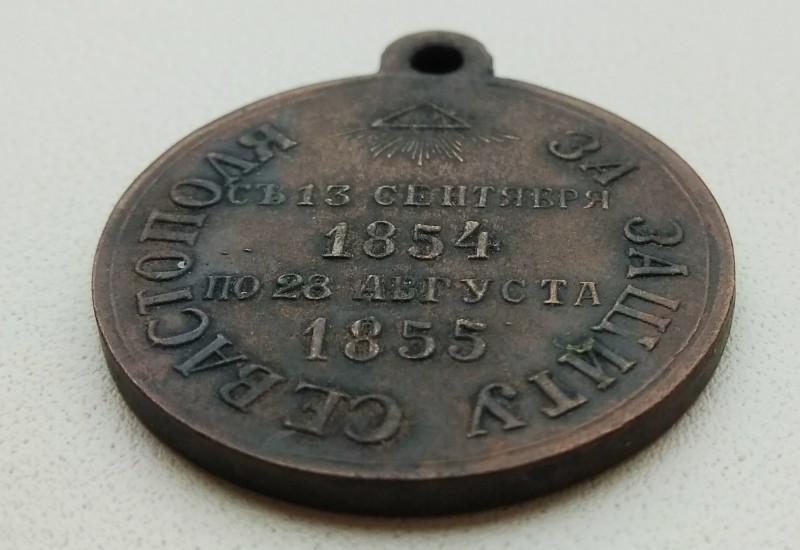 ЗА ЗАЩИТУ СЕВАСТОПОЛЯ
СЪ 13 СЕНТЯБРЯ
1854
ПО 28 АВГУСТА
1855